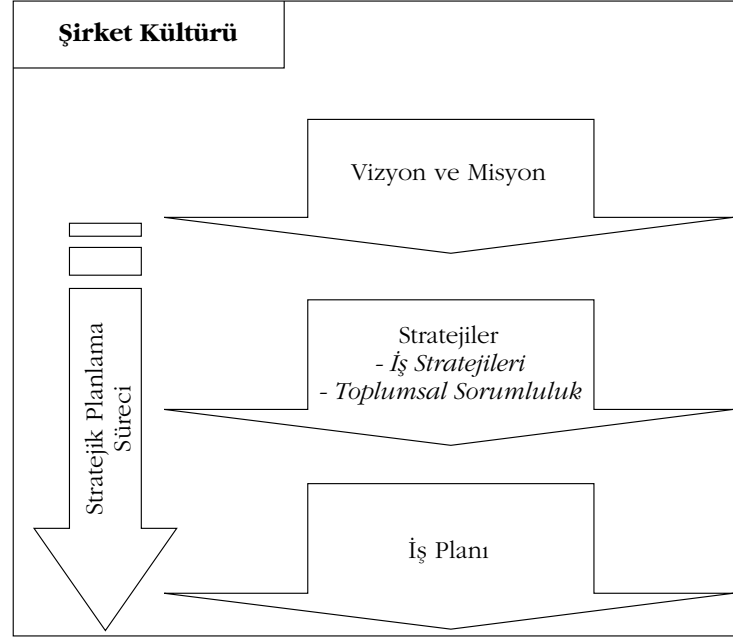 Şirket Kültürü
Vizyon ve Misyon
Stratejiler
- İş Stratejileri
- Toplumsal Sorumluluk
Stratejik Planlama
Süreci
İş Planı